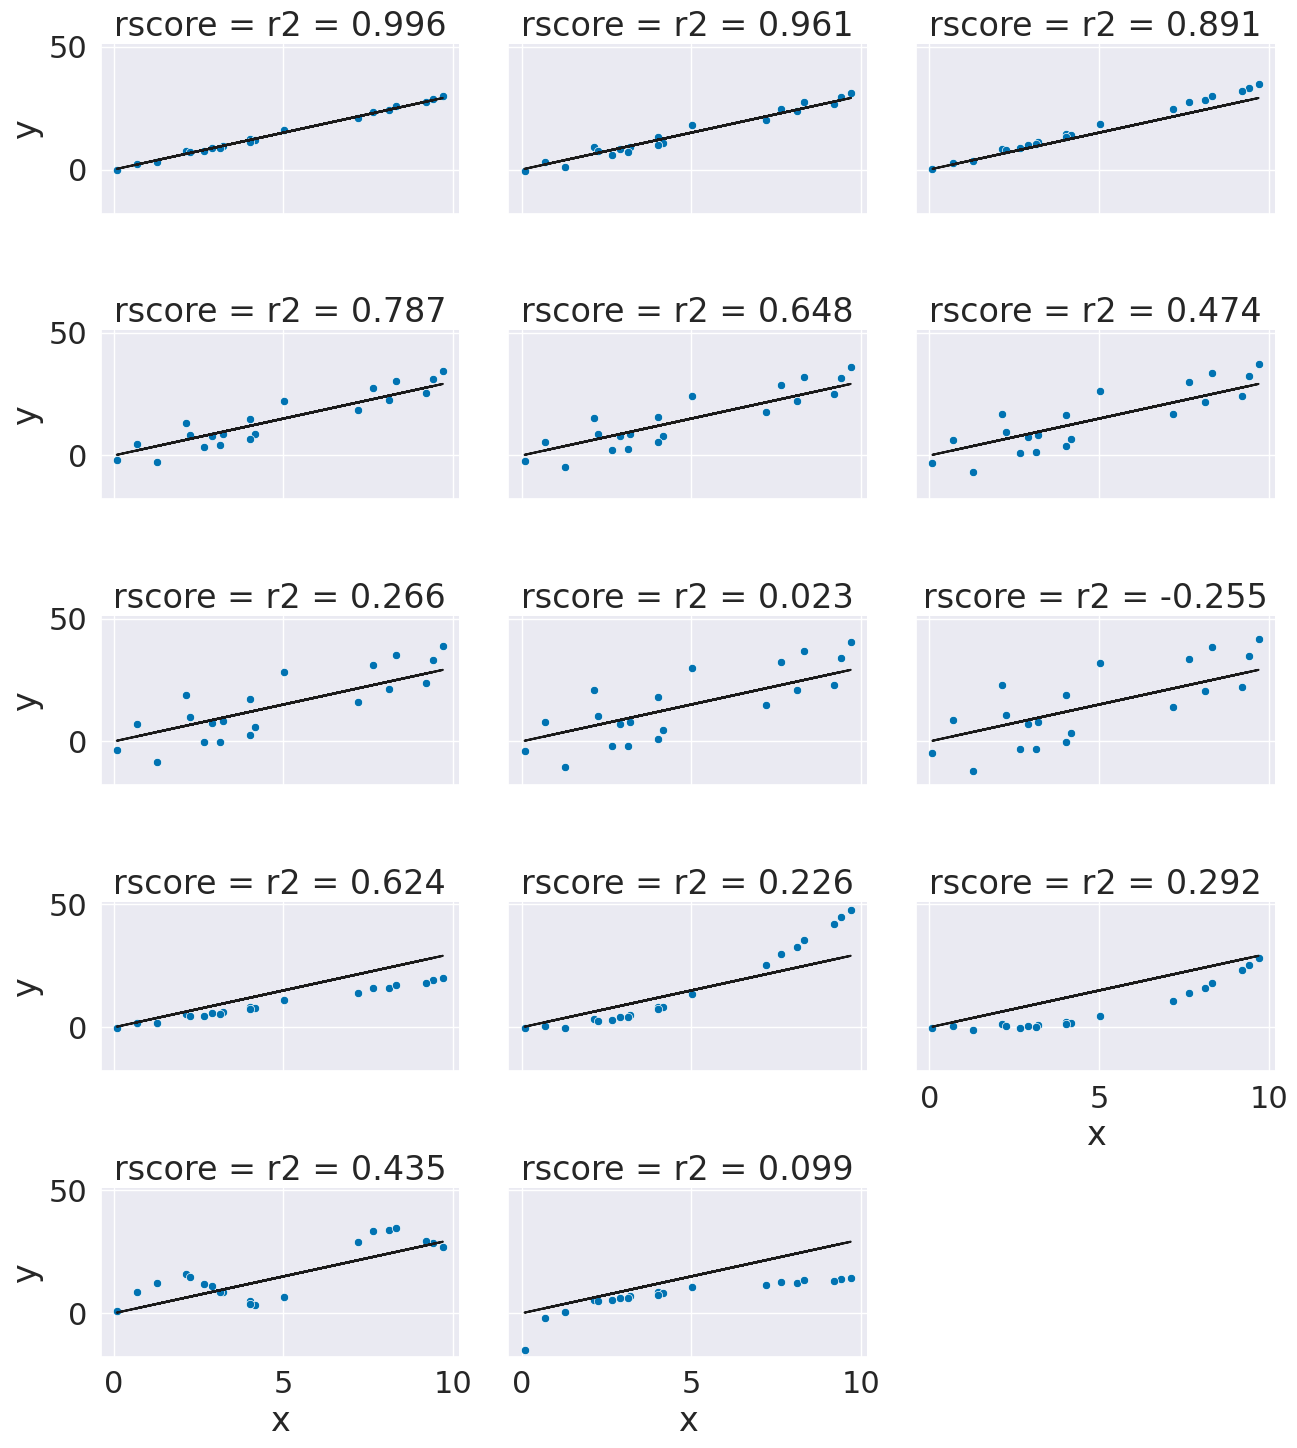 rscore = r2 = 0.996
rscore = r2 = 0.961
rscore = r2 = 0.891
50
y
0
rscore = r2 = 0.787
rscore = r2 = 0.648
rscore = r2 = 0.474
50
y
0
rscore = r2 = 0.266
rscore = r2 = 0.023
rscore = r2 = -0.255
50
y
0
rscore = r2 = 0.624
rscore = r2 = 0.226
rscore = r2 = 0.292
50
y
0
0 5 10
x
rscore = r2 = 0.435
rscore = r2 = 0.099
50
y
0
0 5 10
0 5 10
x
x